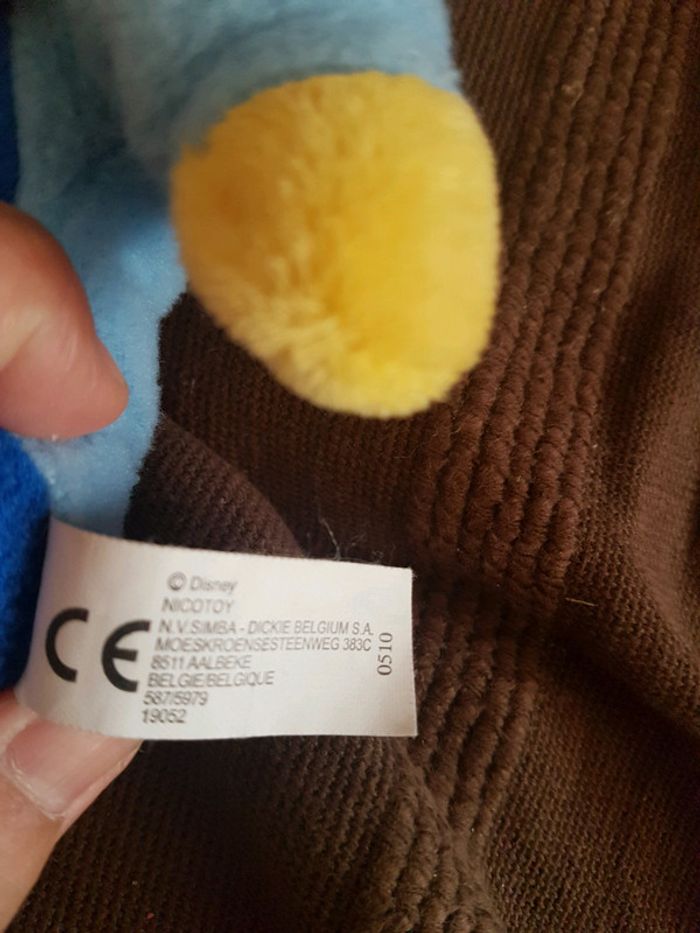 CE
© Disney
NICOTOY
N.V.SIMBA - DICKIE BELGIUM S.A.
MOESKROENSESTEENWEG 383C
8511 AALBEKE
BELGIE/BELGIQUE
587/5979
19052
0510